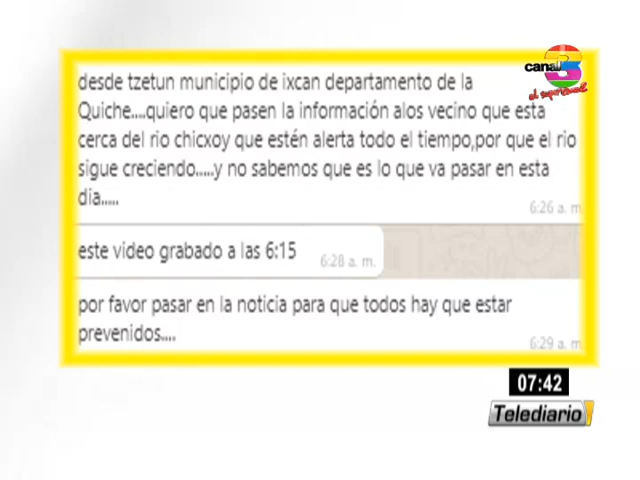 canal 3
el superCanal
desde tzetun municipio de ixcan departamento de la
Quiche....quiero que pasen la información alos vecino que esta
cerca del rio chicxoy que estén alerta todo el tiempo,por que el rio
sigue creciendo.....y no sabemos que es lo que va pasar en esta
dia.....
6:26 a. m
este video grabado a las 6:15
6:28 a. m.
por favor pasar en la noticia para que todos hay que estar
prevenidos....
6:29 a. m
07:42
Telediario